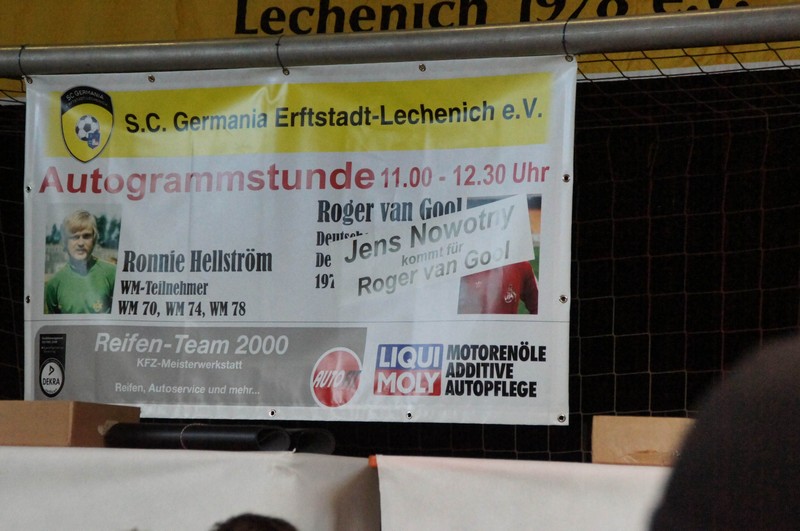 Lechenich 1978 e.V.
S.C. Germania Erftstadt-Lechenich e.V.
Autogrammstunde 11.00 - 12.30 Uhr
Roger van Gool
Ronnie Hellström
WM-Teilnehmer
WM 70, WM 74, WM 78
Jens Nowotny
kommt für
Roger van Gool
Reifen-Team 2000
KFZ-Meisterwerkstatt
Reifen, Autoservice und mehr...
DEKRA
LIQUI
MOLY
MOTORENÖLE
ADDITIVE
AUTOPFLEGE